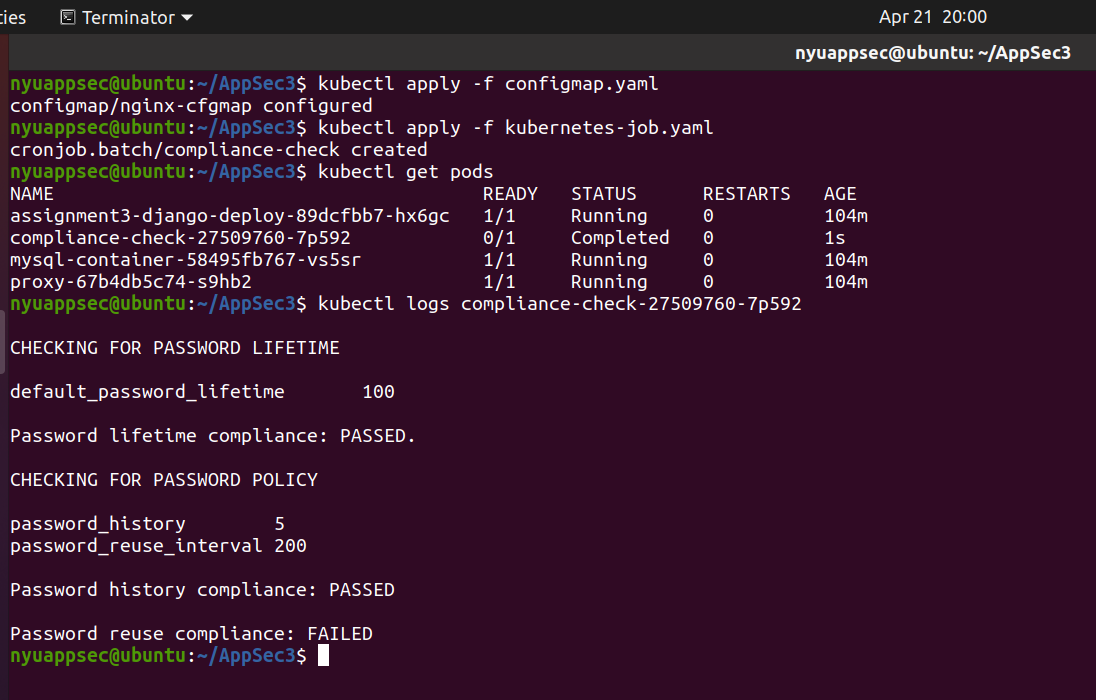 ties Terminator Apr 21 20:00
nyuappsec@ubuntu: ~/AppSec3
nyuappsec@ubuntu:~/AppSec3$ kubectl apply -f configmap.yaml
configmap/nginx-cfgmap configured
nyuappsec@ubuntu:~/AppSec3$ kubectl apply -f kubernetes-job.yaml
cronjob.batch/compliance-check created
nyuappsec@ubuntu:~/AppSec3$ kubectl get pods
NAME READY STATUS RESTARTS AGE
assignment3-django-deploy-89dcfbb7-hx6gc 1/1 Running 0 104m
compliance-check-27509760-7p592 0/1 Completed 0 1s
mysql-container-58495fb767-vs5sr 1/1 Running 0 104m
proxy-67b4db5c74-s9hb2 1/1 Running 0 104m
nyuappsec@ubuntu:~/AppSec3$ kubectl logs compliance-check-27509760-7p592
CHECKING FOR PASSWORD LIFETIME
default_password_lifetime 100
Password lifetime compliance: PASSED.
CHECKING FOR PASSWORD POLICY
password_history 5
password_reuse_interval 200
Password history compliance: PASSED
Password reuse compliance: FAILED
nyuappsec@ubuntu:~/AppSec3$